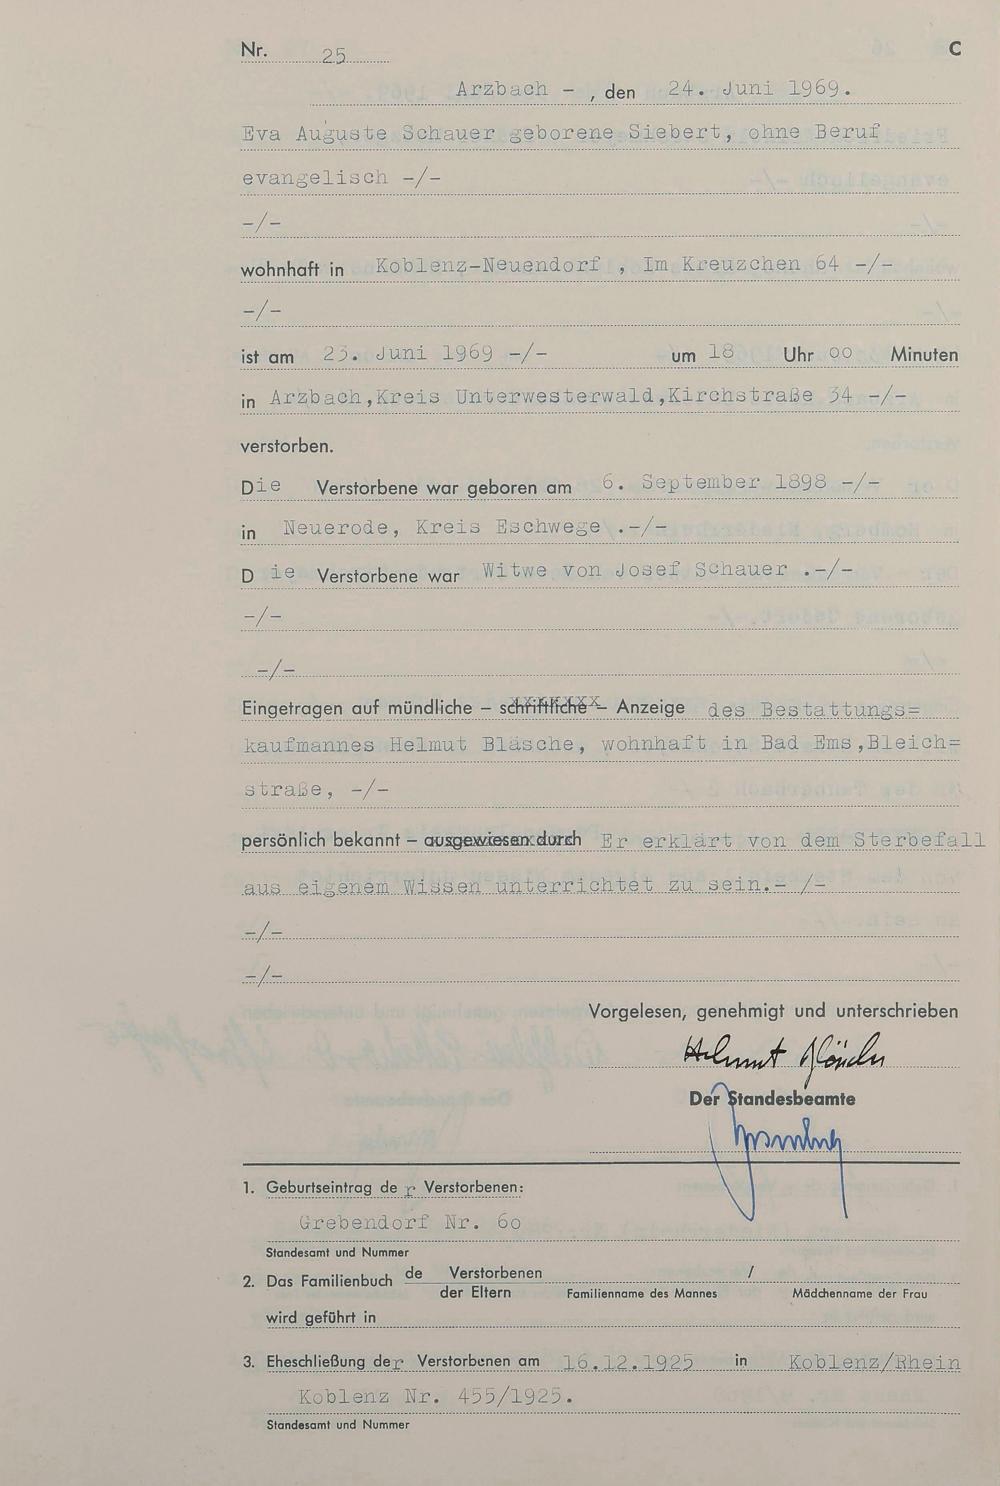 Nr. 25 C
Arzbach - , den 24. Juni 1969.
Eva Auguste Schauer geborene Siebert, ohne Beruf
evangelisch -/-
-/-
wohnhaft in Koblenz-Neuendorf , Im Kreuzchen 64 -/-
-/-
ist am 23. Juni 1969 -/- um 18 Uhr 00 Minuten
in Arzbach,Kreis Unterwesterwald,Kirchstraße 34 -/-
verstorben.
Die Verstorbene war geboren am 6. September 1898 -/-
in Neuerode, Kreis Eschwege .-/-
D ie Verstorbene war Witwe von Josef Schauer .-/-
-/-
-/-
Eingetragen auf mündliche – schriftliche – Anzeige des Bestattungs=
kaufmannes Helmut Bläsche, wohnhaft in Bad Ems,Bleich=
straße, -/-
persönlich bekannt – ausgewiesen durch Er erklärt von dem Sterbefall
aus eigenem Wissen unterrichtet zu sein.- /-
-/-
-/-
Vorgelesen, genehmigt und unterschrieben
Helmut
Der Standesbeamte
1. Geburtseintrag de r Verstorbenen:
Grebendorf Nr. 60
Standesamt und Nummer
2. Das Familienbuch de Verstorbenen /
der Eltern Familienname des Mannes Mädchenname der Frau
wird geführt in
3. Eheschließung der Verstorbenen am 16.12.1925 in Koblenz/Rhein
Koblenz Nr. 455/1925.
Standesamt und Nummer